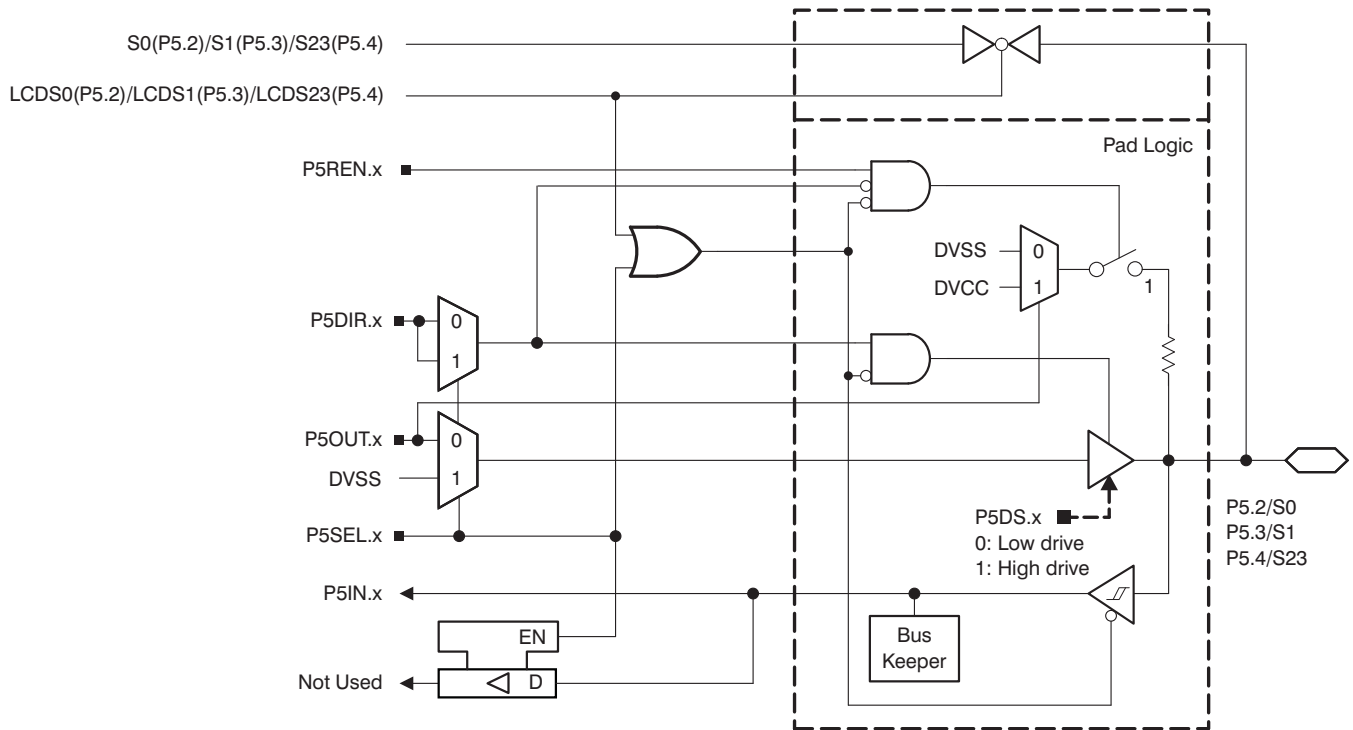 S0(P5.2)/S1(P5.3)/S23(P5.4)
LCDS0(P5.2)/LCDS1(P5.3)/LCDS23(P5.4)
Pad Logic
P5REN.x
DVSS
0
DVCC
1
1
P5DIR.x
0
1
P5OUT.x
0
DVSS
1
P5SEL.x
P5DS.x
0: Low drive
1: High drive
P5.2/S0
P5.3/S1
P5.4/S23
P5IN.x
Bus
Keeper
EN
D
Not Used